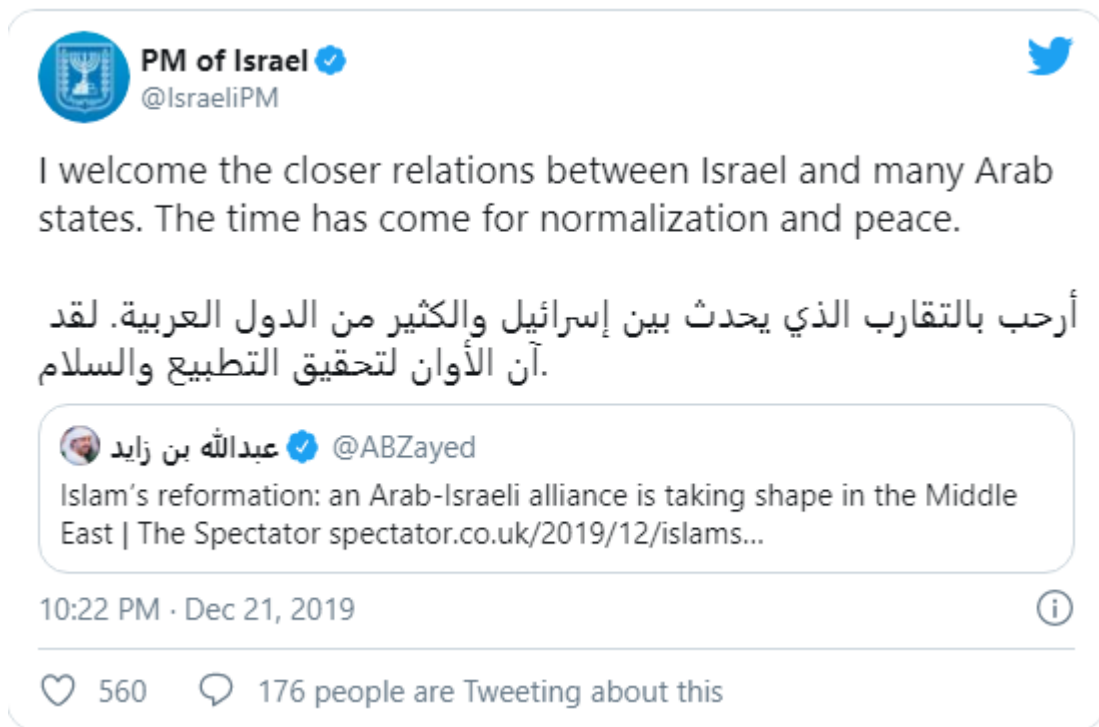 PM of Israel
@IsraeliPM
I welcome the closer relations between Israel and many Arab
states. The time has come for normalization and peace.
أرحب بالتقارب الذي يحدث بين إسرائيل والكثير من الدول العربية. لقد
آن الأوان لتحقيق التطبيع والسلام.
عبدالله بن زايد @ABZayed
Islam's reformation: an Arab-Israeli alliance is taking shape in the Middle
East | The Spectator spectator.co.uk/2019/12/islams...
10:22 PM · Dec 21, 2019
560 176 people are Tweeting about this